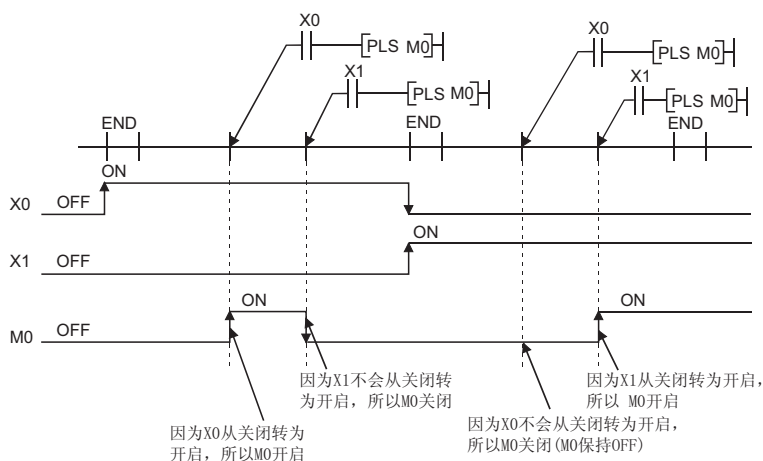 X0
[PLS M0]
X1
[PLS M0]
X0
[PLS M0]
X1
[PLS M0]
END
END
END
ON
X0 OFF
ON
X1 OFF
ON
ON
M0 OFF
因为X0从关闭转为
开启，所以M0开启
因为X1不会从关闭转
为开启，所以M0关闭
因为X0不会从关闭转为开启，
所以M0关闭(M0保持OFF)
因为X1从关闭转为开启，
所以 M0开启